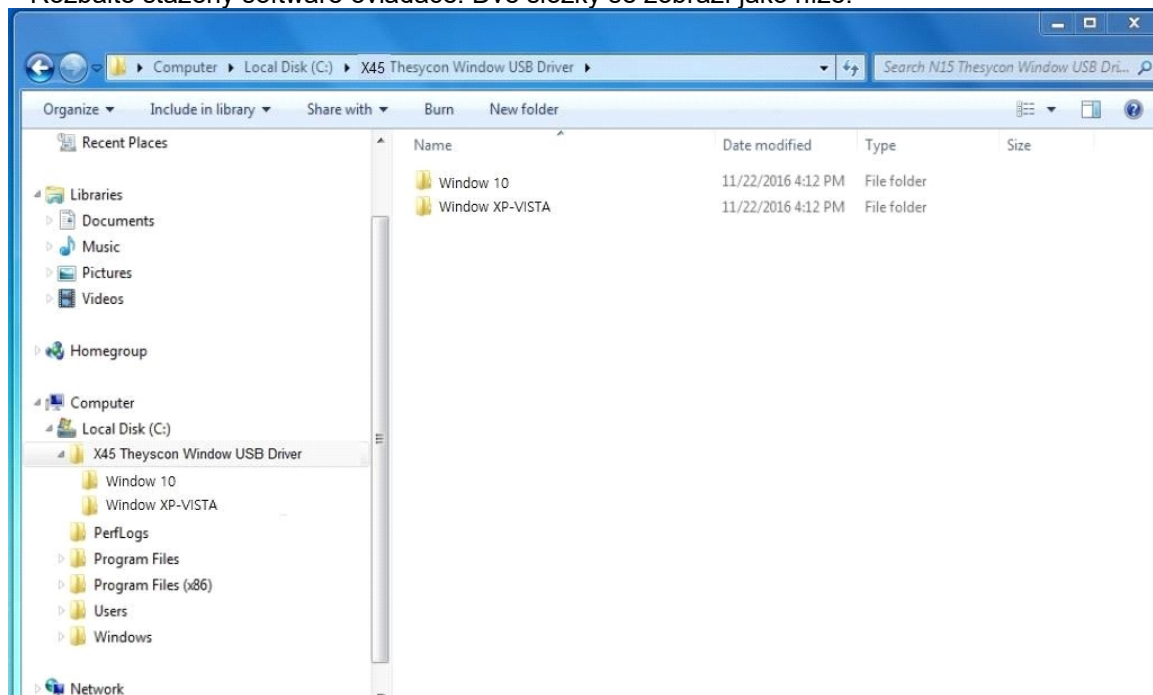 Rozbalte stažený software ovladače. Dvě složky se zobrazí jako níže.
Computer Local Disk (C:) X45 Thesycon Window USB Driver
Search N15 Thesycon Window USB Dri...
Organize Include in library Share with Burn New folder
Recent Places
Libraries
Documents
Music
Pictures
Videos
Homegroup
Computer
Local Disk (C:)
X45 Theyscon Window USB Driver
Window 10
Window XP-VISTA
PerfLogs
Program Files
Program Files (x86)
Users
Windows
Network
Name Date modified Type Size
Window 10 11/22/2016 4:12 PM File folder
Window XP-VISTA 11/22/2016 4:12 PM File folder